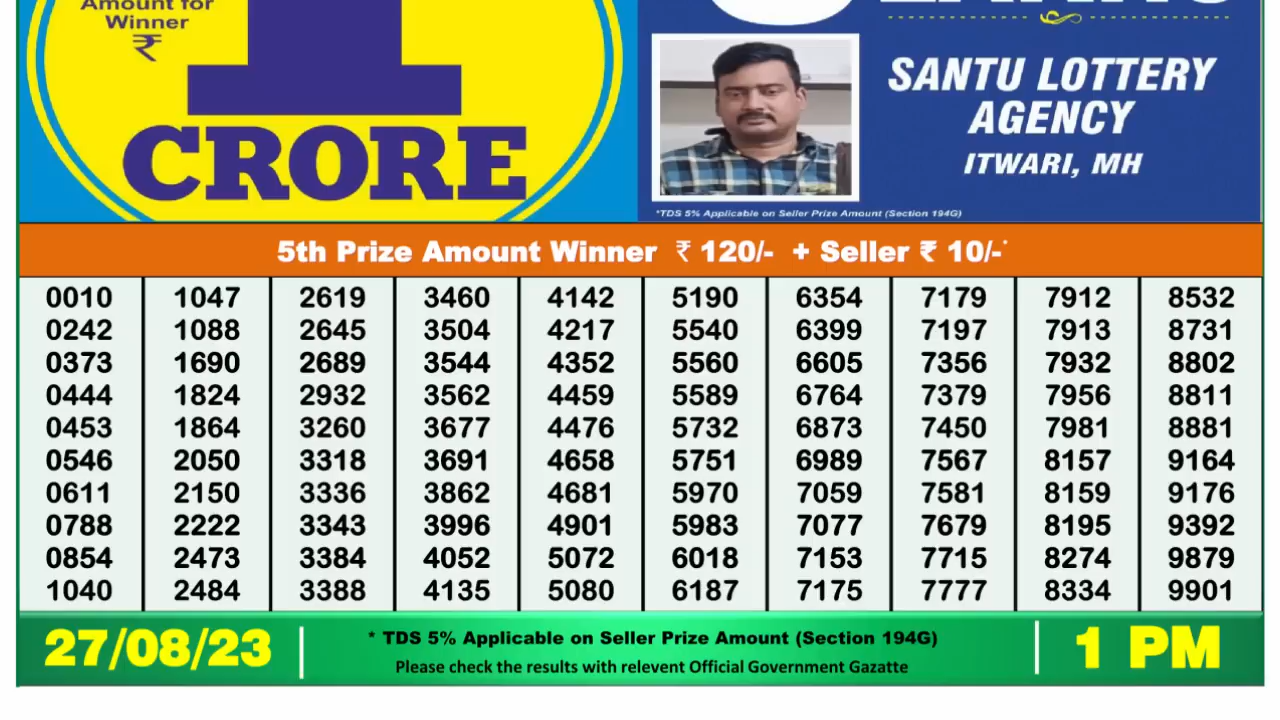 Amount for
Winner
₹
1
CRORE
SANTU LOTTERY
AGENCY
ITWARI, MH
*TDS 5% Applicable on Seller Prize Amount (Section 194G)
5th Prize Amount Winner ₹ 120/- + Seller ₹ 10/-*
0010 1047 2619 3460 4142 5190 6354 7179 7912 8532
0242 1088 2645 3504 4217 5540 6399 7197 7913 8731
0373 1690 2689 3544 4352 5560 6605 7356 7932 8802
0444 1824 2932 3562 4459 5589 6764 7379 7956 8811
0453 1864 3260 3677 4476 5732 6873 7450 7981 8881
0546 2050 3318 3691 4658 5751 6989 7567 8157 9164
0611 2150 3336 3862 4681 5970 7059 7581 8159 9176
0788 2222 3343 3996 4901 5983 7077 7679 8195 9392
0854 2473 3384 4052 5072 6018 7153 7715 8274 9879
1040 2484 3388 4135 5080 6187 7175 7777 8334 9901
27/08/23
* TDS 5% Applicable on Seller Prize Amount (Section 194G)
Please check the results with relevent Official Government Gazatte
1 PM